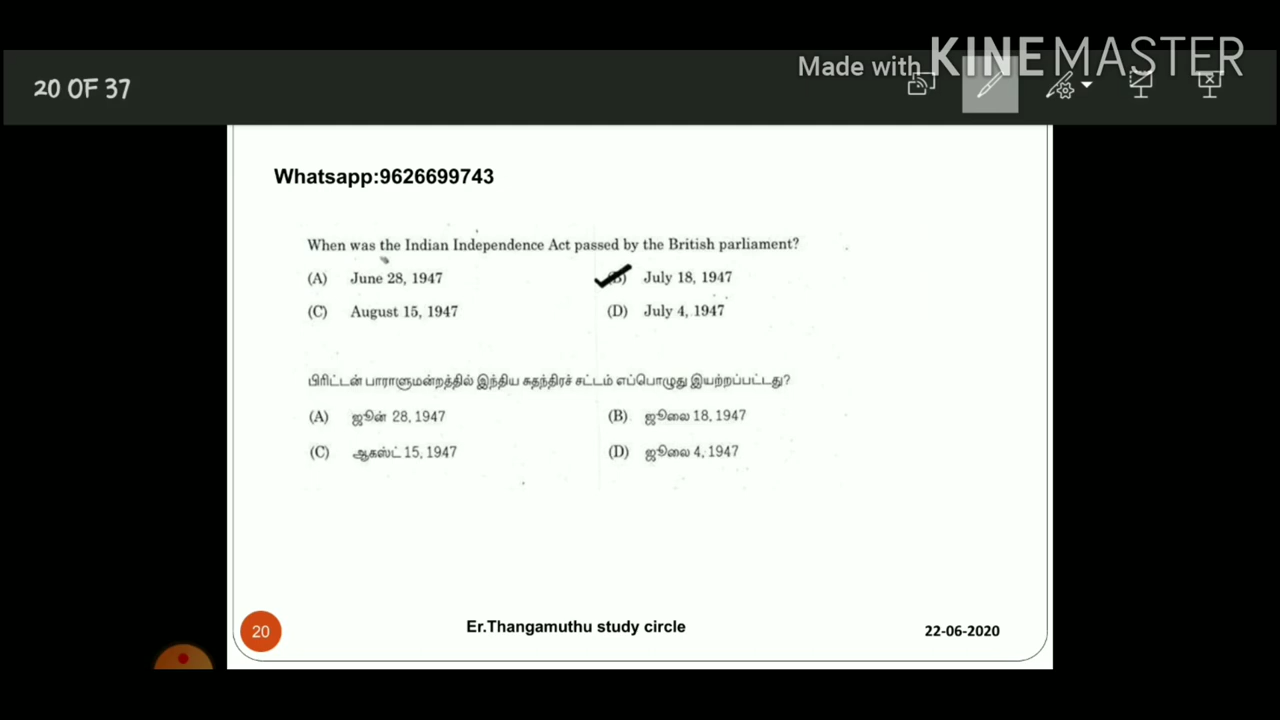 Made with KINEMASTER
20 OF 37
Whatsapp:9626699743
When was the Indian Independence Act passed by the British parliament?
(A) June 28, 1947 (B) July 18, 1947
(C) August 15, 1947 (D) July 4, 1947
பிரிட்டன் பாராளுமன்றத்தில் இந்திய சுதந்திரச் சட்டம் எப்பொழுது இயற்றப்பட்டது?
(A) ஜூன் 28, 1947 (B) ஜூலை 18, 1947
(C) ஆகஸ்ட் 15, 1947 (D) ஜூலை 4, 1947
20 Er.Thangamuthu study circle 22-06-2020